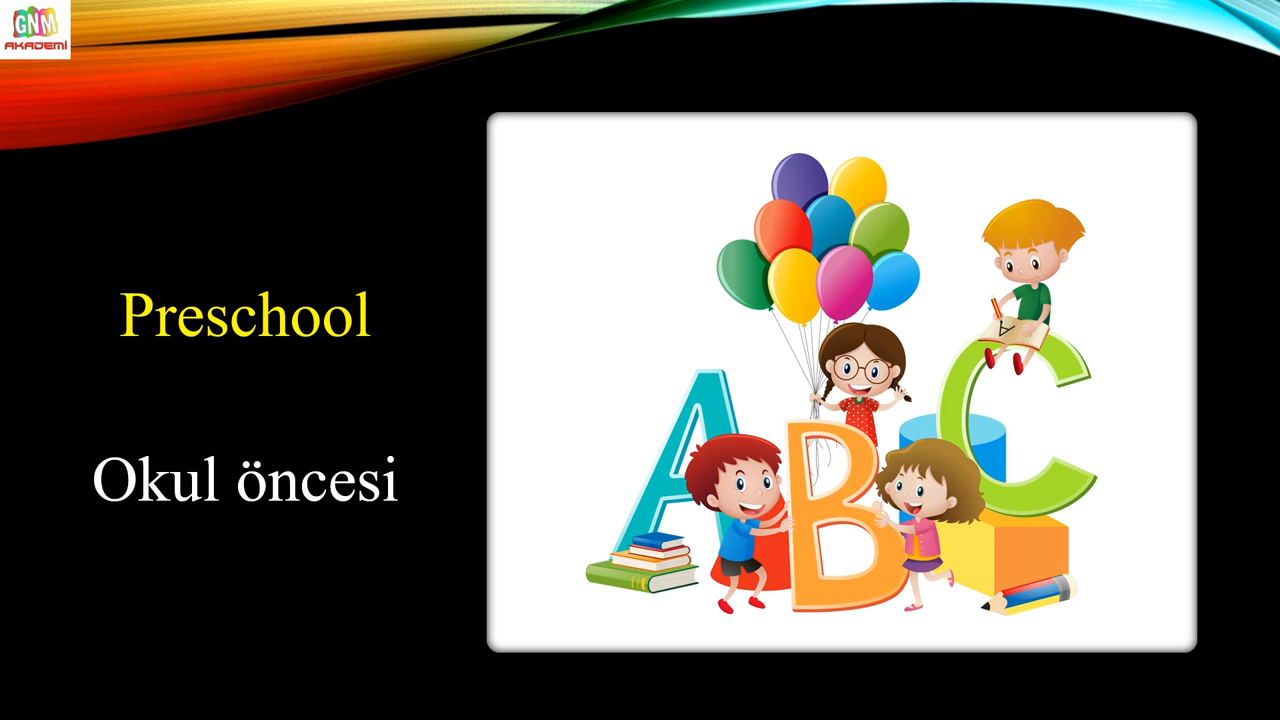 GNM
AKADEMİ
Preschool
Okul öncesi
A B C
A